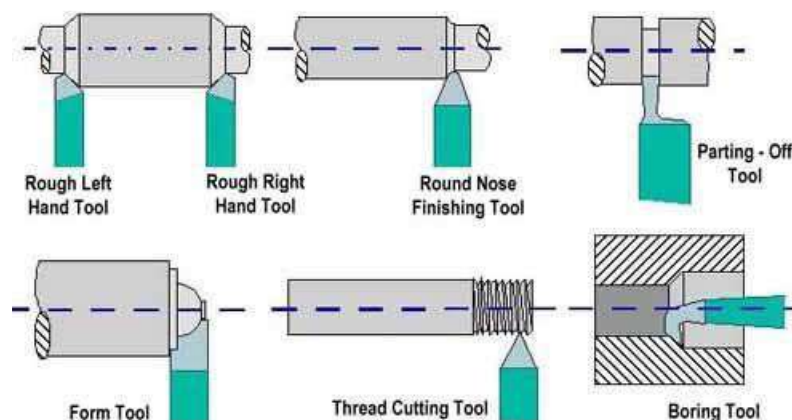 Rough Left
Hand Tool
Rough Right
Hand Tool
Round Nose
Finishing Tool
Parting - Off
Tool
Form Tool
Thread Cutting Tool
Boring Tool